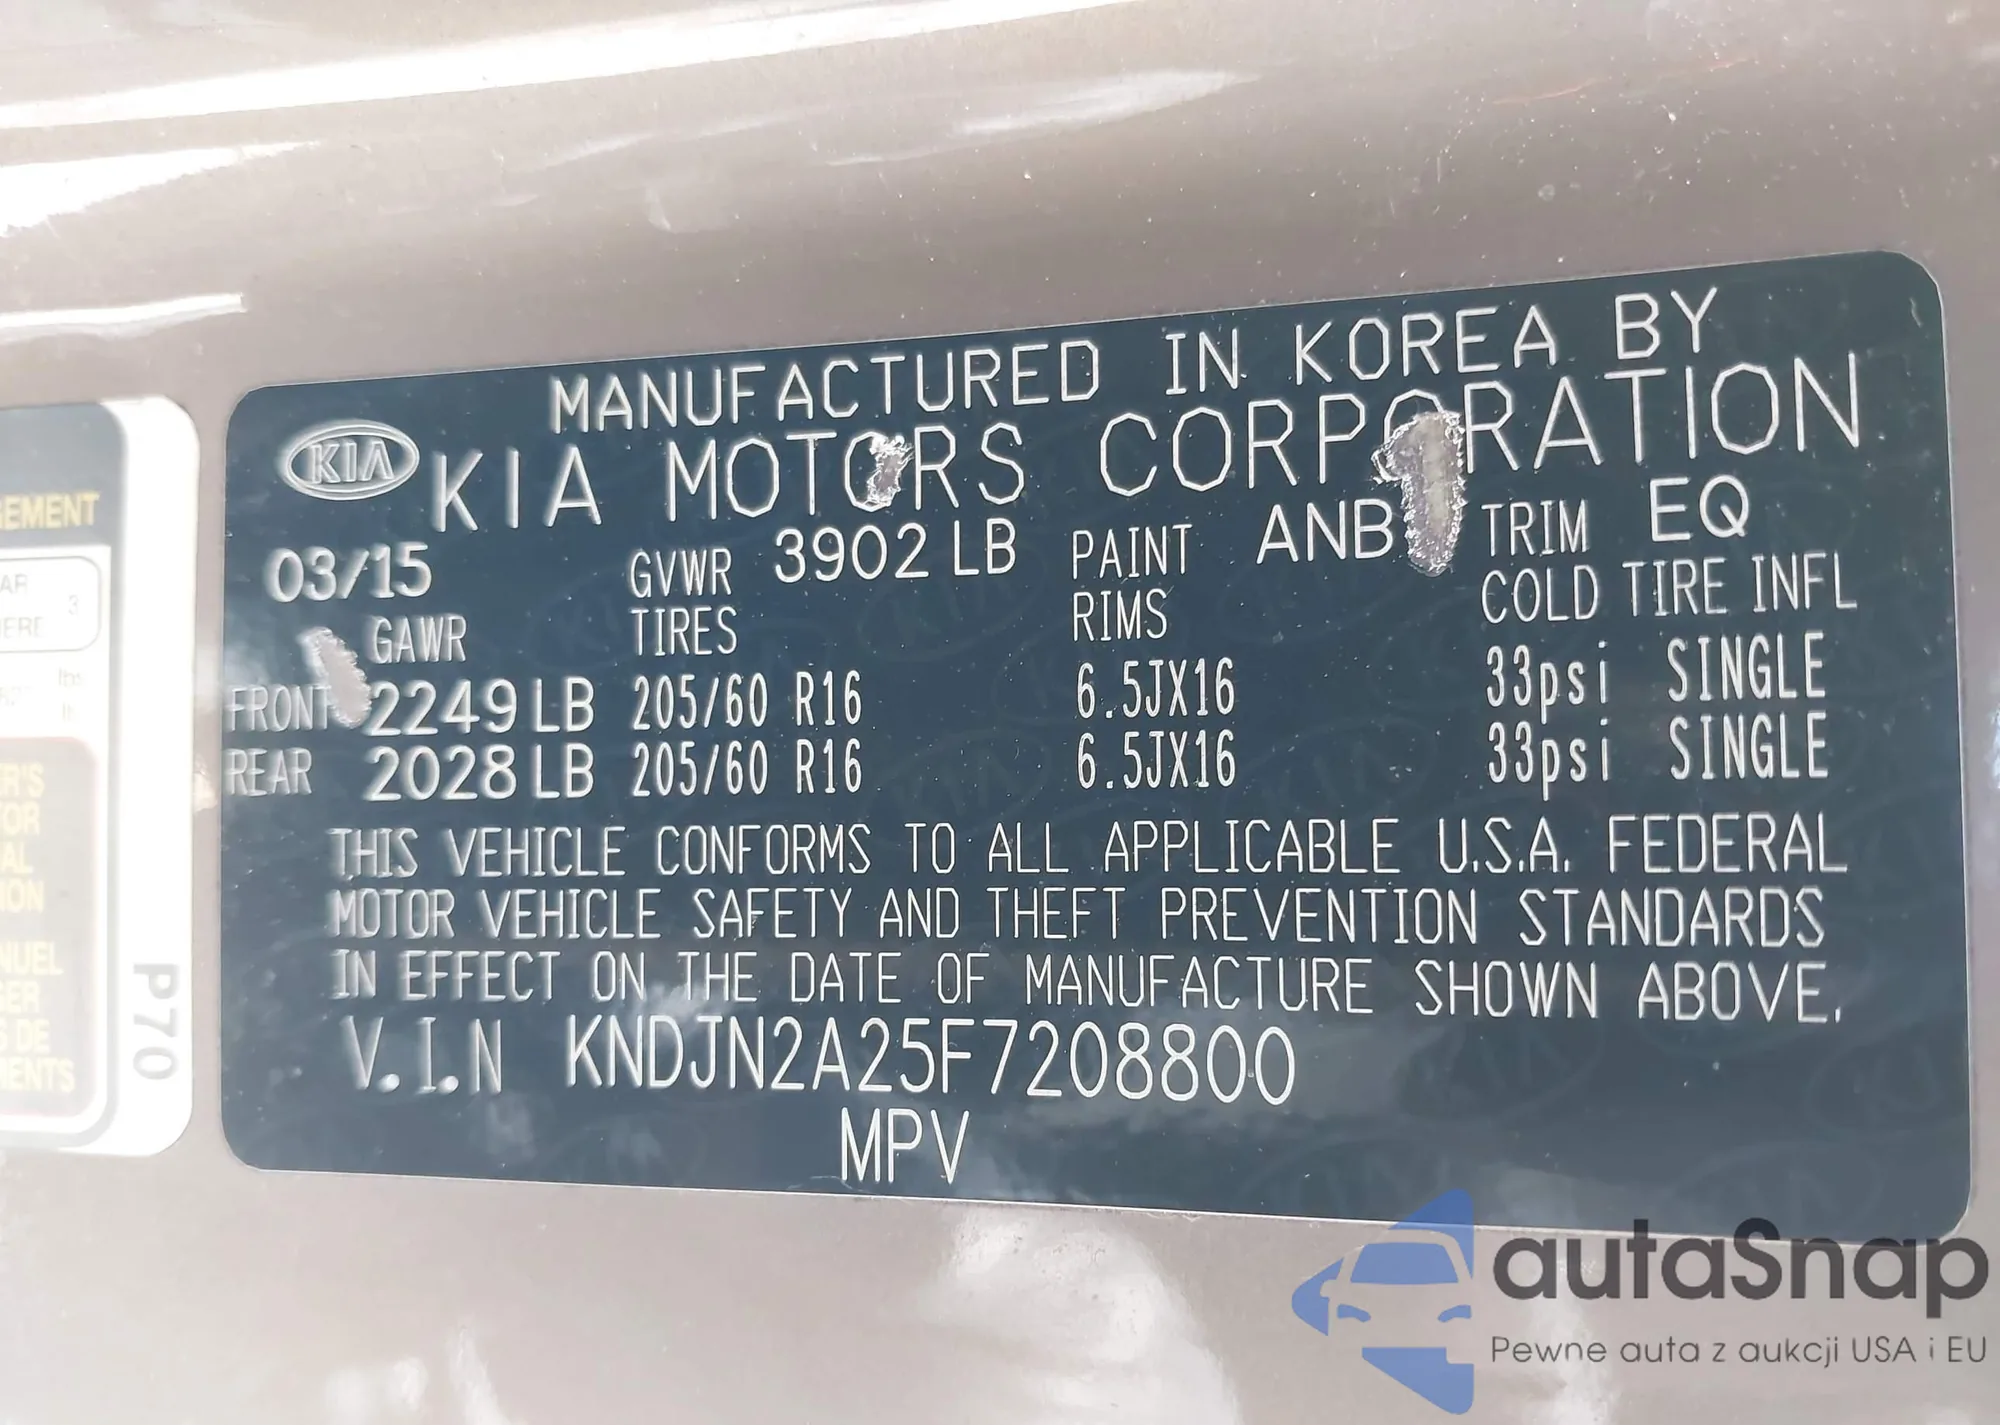 MANUFACTURED IN KOREA BY
KIA KIA MOTORS CORPORATION
03/15 GVWR 3902 LB PAINT ANB TRIM EQ
GAWR TIRES RIMS COLD TIRE INFL
FRONT 2249 LB 205/60 R16 6.5JX16 33psi SINGLE
REAR 2028 LB 205/60 R16 6.5JX16 33psi SINGLE
THIS VEHICLE CONFORMS TO ALL APPLICABLE U.S.A. FEDERAL
MOTOR VEHICLE SAFETY AND THEFT PREVENTION STANDARDS
IN EFFECT ON THE DATE OF MANUFACTURE SHOWN ABOVE.
V.I.N KNDJN2A25F7208800
MPV
P70
autaSnap
Pewne auta z aukcji USA i EU